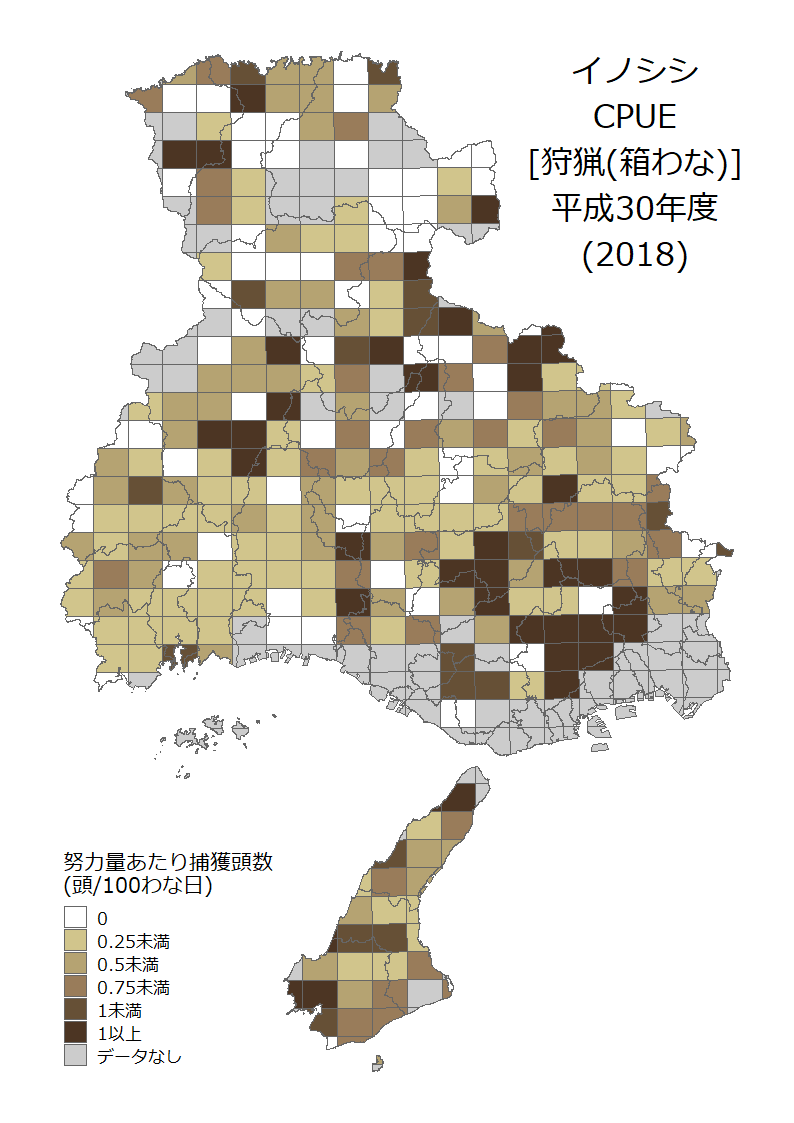 イノシシ
CPUE
[狩猟(箱わな)]
平成30年度
(2018)
努力量あたり捕獲頭数
(頭/100わな日)
0
0.25未満
0.5未満
0.75未満
1未満
1以上
データなし